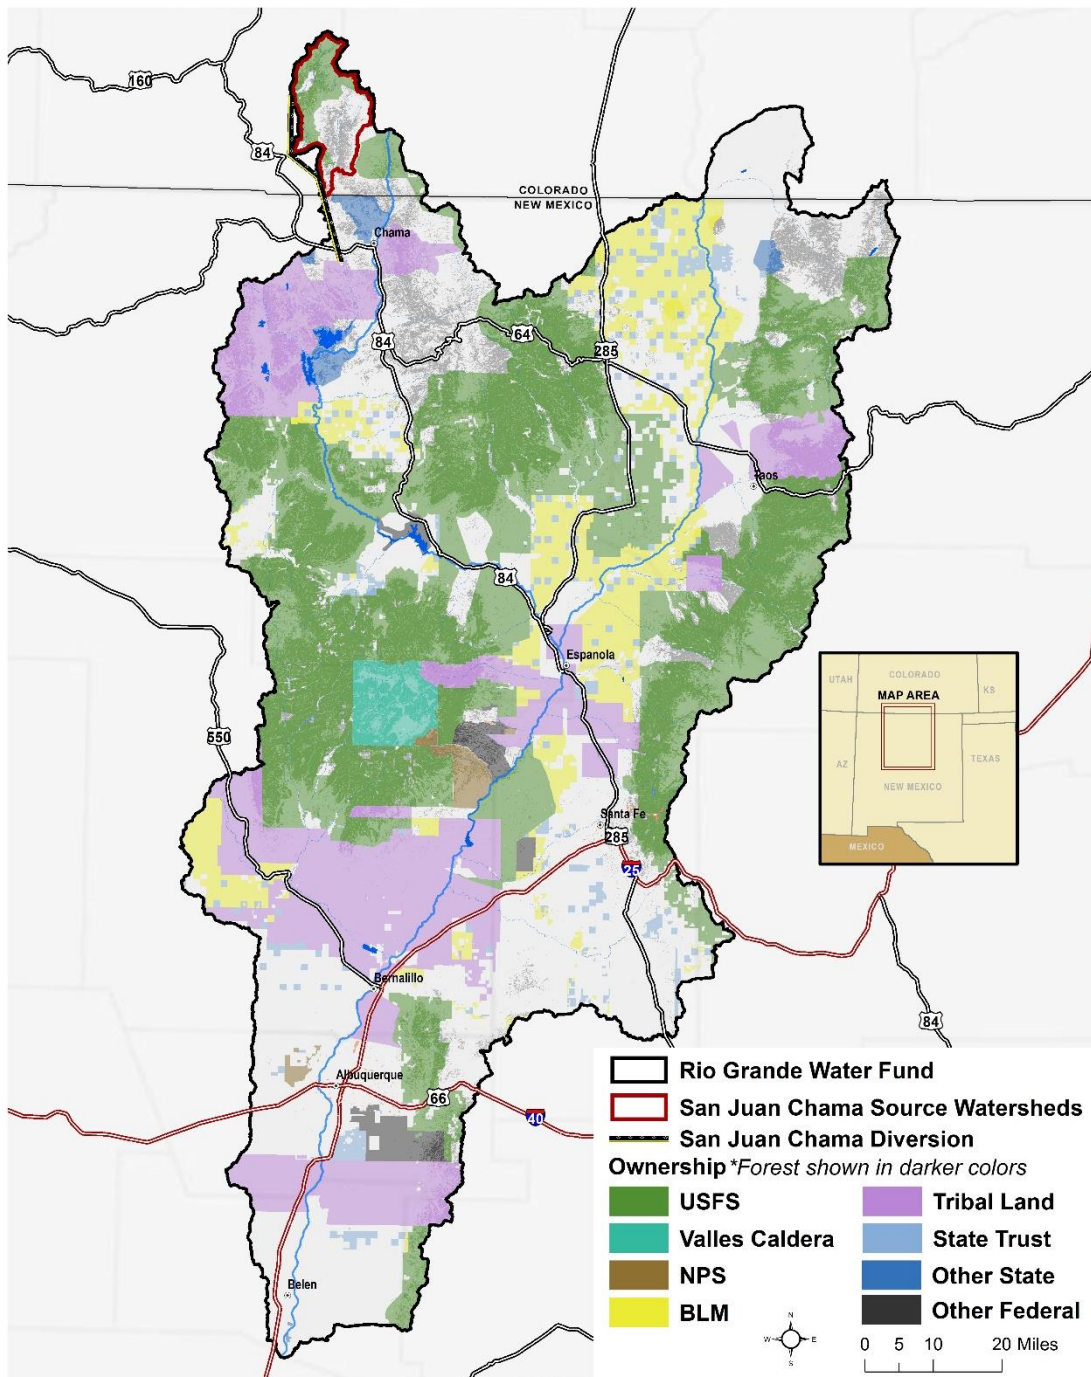 160
84
COLORADO
NEW MEXICO
Chama
84
64
285
Taos
84
Espanola
550
UTAH
COLORADO
KS
MAP AREA
AZ
NEW MEXICO
TEXAS
MEXICO
Santa Fe
285
25
Bernalillo
84
Albuquerque
66
40
Belen
Rio Grande Water Fund
San Juan Chama Source Watersheds
San Juan Chama Diversion
Ownership *Forest shown in darker colors
USFS
Tribal Land
Valles Caldera
State Trust
NPS
Other State
BLM
Other Federal
N
W
E
S
0 5 10 20 Miles